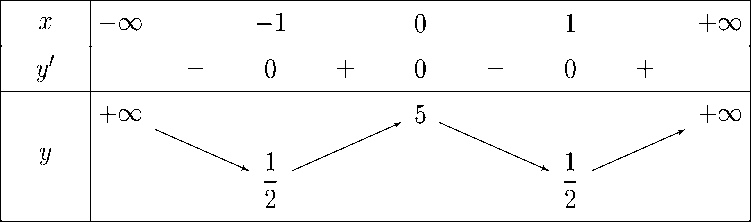 x −∞ −1 0 1 +∞
y′ − 0 + 0 − 0 +
+∞ 5 +∞
y
1/2 1/2